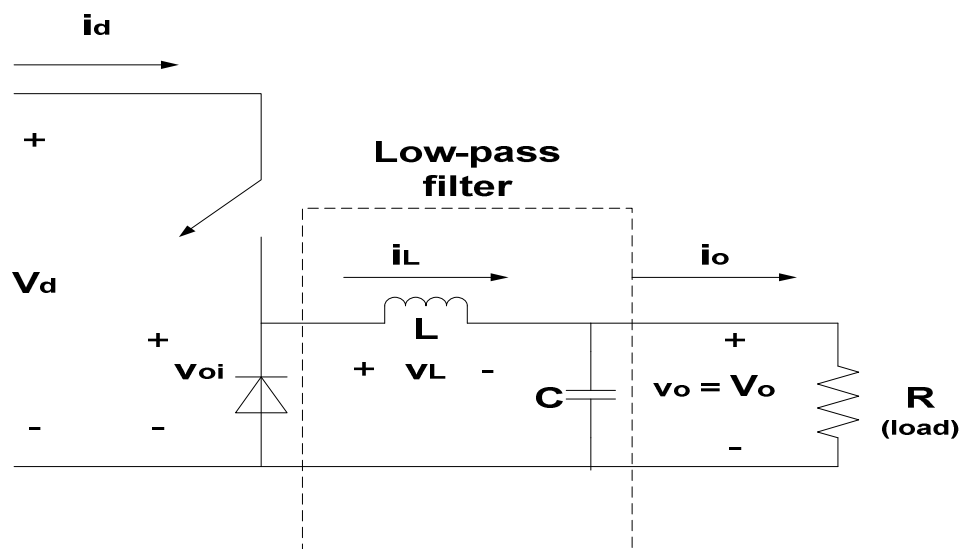 id
+
Low-pass
filter
Vd
iL
io
+
voi
L
+ vL -
+
C
vo = Vo
R
(load)
-
-
-